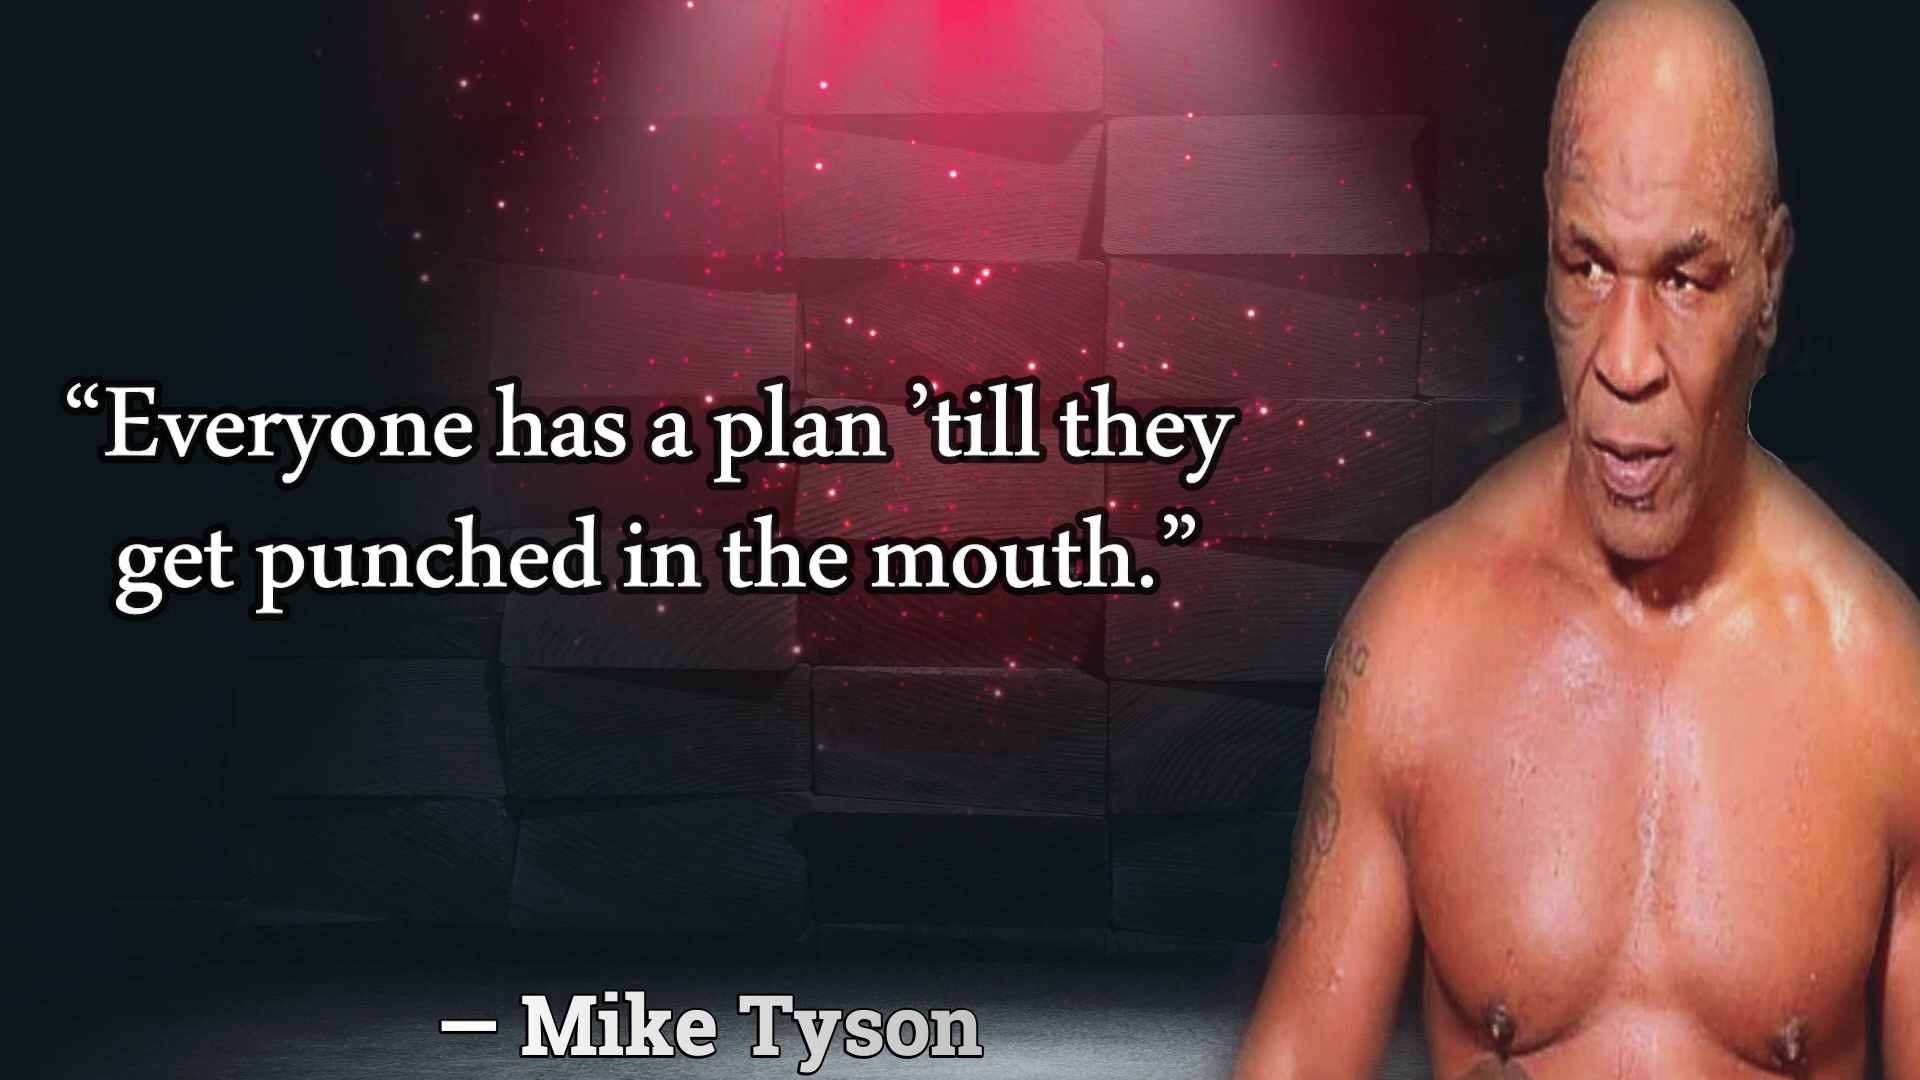 “Everyone has a plan ’till they
get punched in the mouth.”
— Mike Tyson